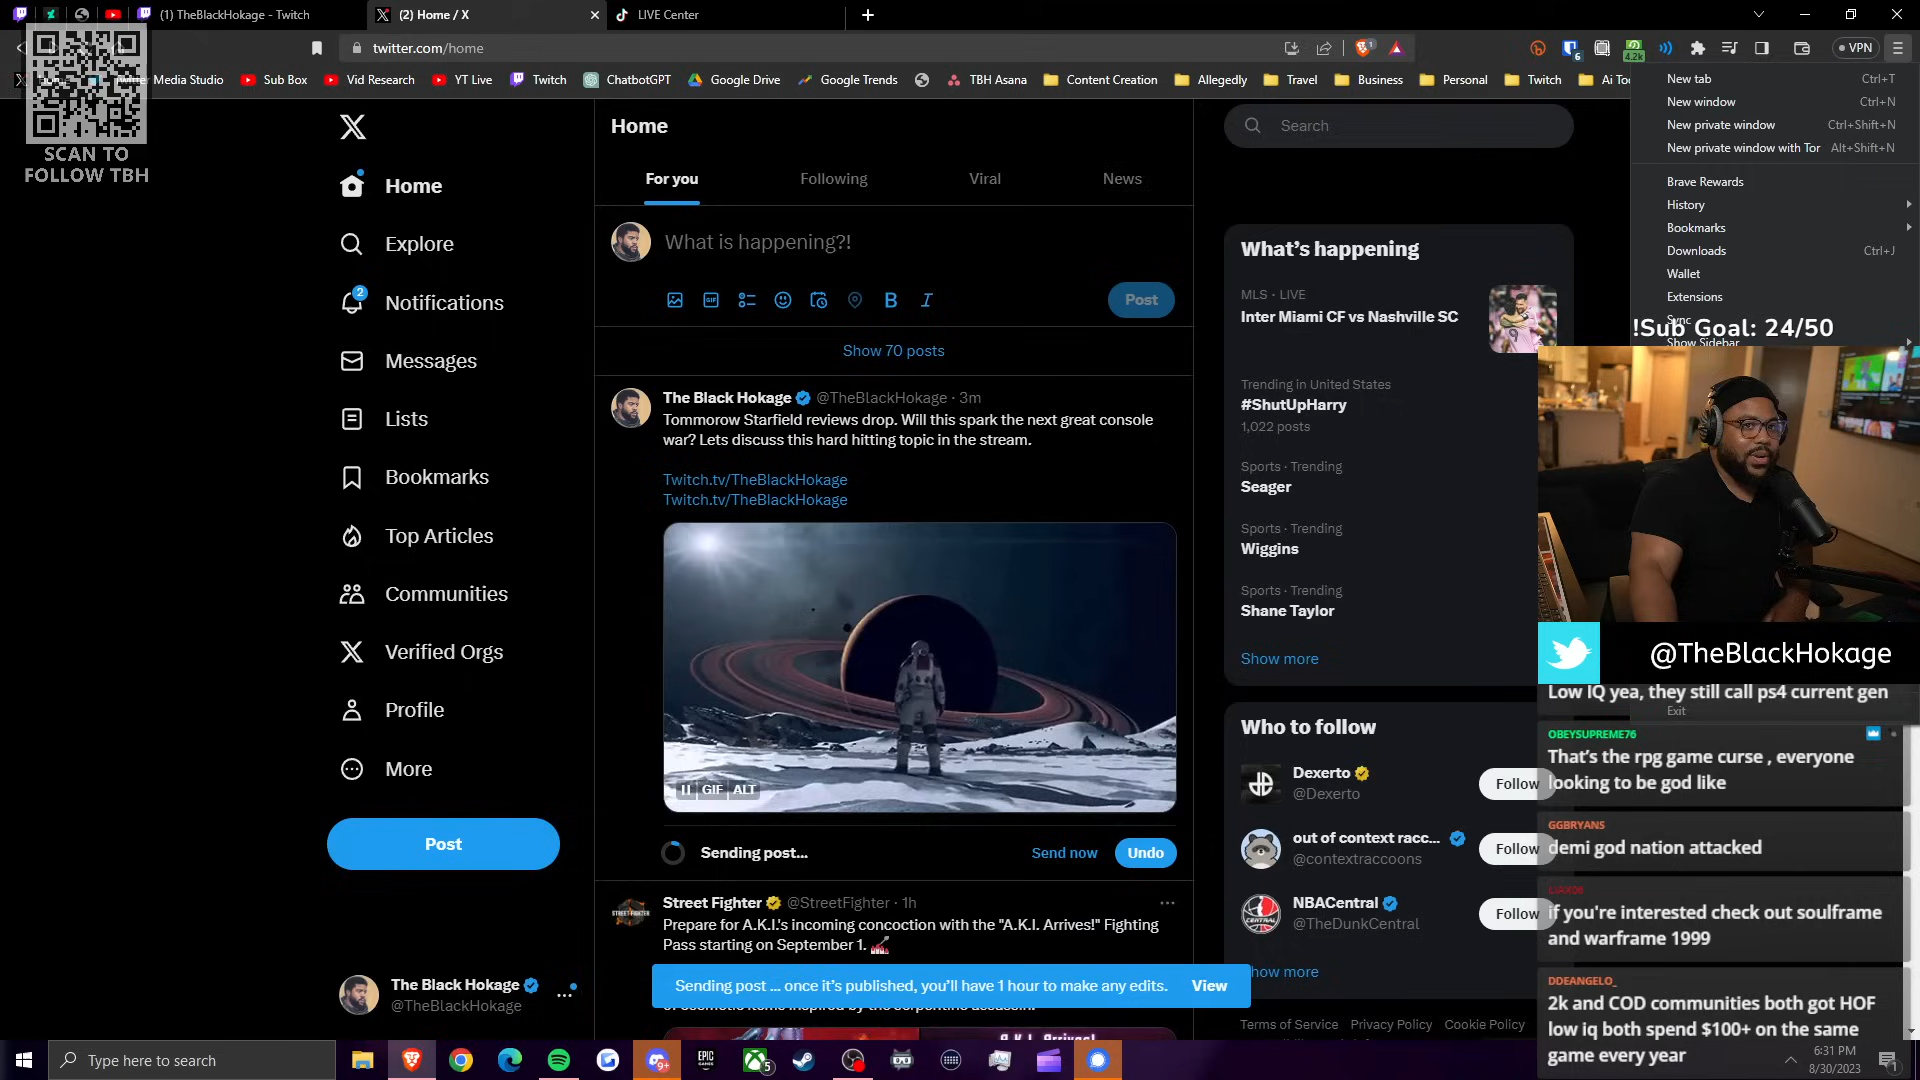 (1) TheBlackHokage - Twitch
(2) Home / X
LIVE Center
twitter.com/home
6
4.2k
VPN
Twitter Media Studio
Sub Box
Vid Research
YT Live
Twitch
ChatbotGPT
Google Drive
Google Trends
TBH Asana
Content Creation
Allegedly
Travel
Business
Personal
Twitch
SCAN TO
FOLLOW TBH
Home
Explore
2
Notifications
Messages
Lists
Bookmarks
Top Articles
Communities
Verified Orgs
Profile
More
Post
The Black Hokage
@TheBlackHokage
Home
For you
Following
Viral
News
What is happening?!
GIF
B
I
Post
Show 70 posts
The Black Hokage @TheBlackHokage · 3m
Tommorow Starfield reviews drop. Will this spark the next great console
war? Lets discuss this hard hitting topic in the stream.
Twitch.tv/TheBlackHokage
Twitch.tv/TheBlackHokage
GIF ALT
Sending post...
Send now
Undo
Street Fighter @StreetFighter · 1h
Prepare for A.K.I.'s incoming concoction with the "A.K.I. Arrives!" Fighting
Pass starting on September 1.
Sending post ... once it's published, you'll have 1 hour to make any edits.
View
Search
What's happening
MLS · LIVE
Inter Miami CF vs Nashville SC
Trending in United States
#ShutUpHarry
1,022 posts
Sports · Trending
Seager
Sports · Trending
Wiggins
Sports · Trending
Shane Taylor
Show more
Who to follow
Dexerto
@Dexerto
Follow
out of context racc...
@contextraccoons
Follow
NBACentral
@TheDunkCentral
Follow
Show more
Terms of Service Privacy Policy Cookie Policy
New tab Ctrl+T
New window Ctrl+N
New private window Ctrl+Shift+N
New private window with Tor Alt+Shift+N
Brave Rewards
History
Bookmarks
Downloads Ctrl+J
Wallet
Extensions
Sync
Show Sidebar
Exit
!Sub Goal: 24/50
@TheBlackHokage
Low IQ yea, they still call ps4 current gen
OBEYSUPREME76
That's the rpg game curse , everyone
looking to be god like
GGBRYANS
demi god nation attacked
if you're interested check out soulframe
and warframe 1999
DDEANGELO_
2k and COD communities both got HOF
low iq both spend $100+ on the same
game every year
Type here to search
EPIC
5
9+
6:31 PM
8/30/2023
1